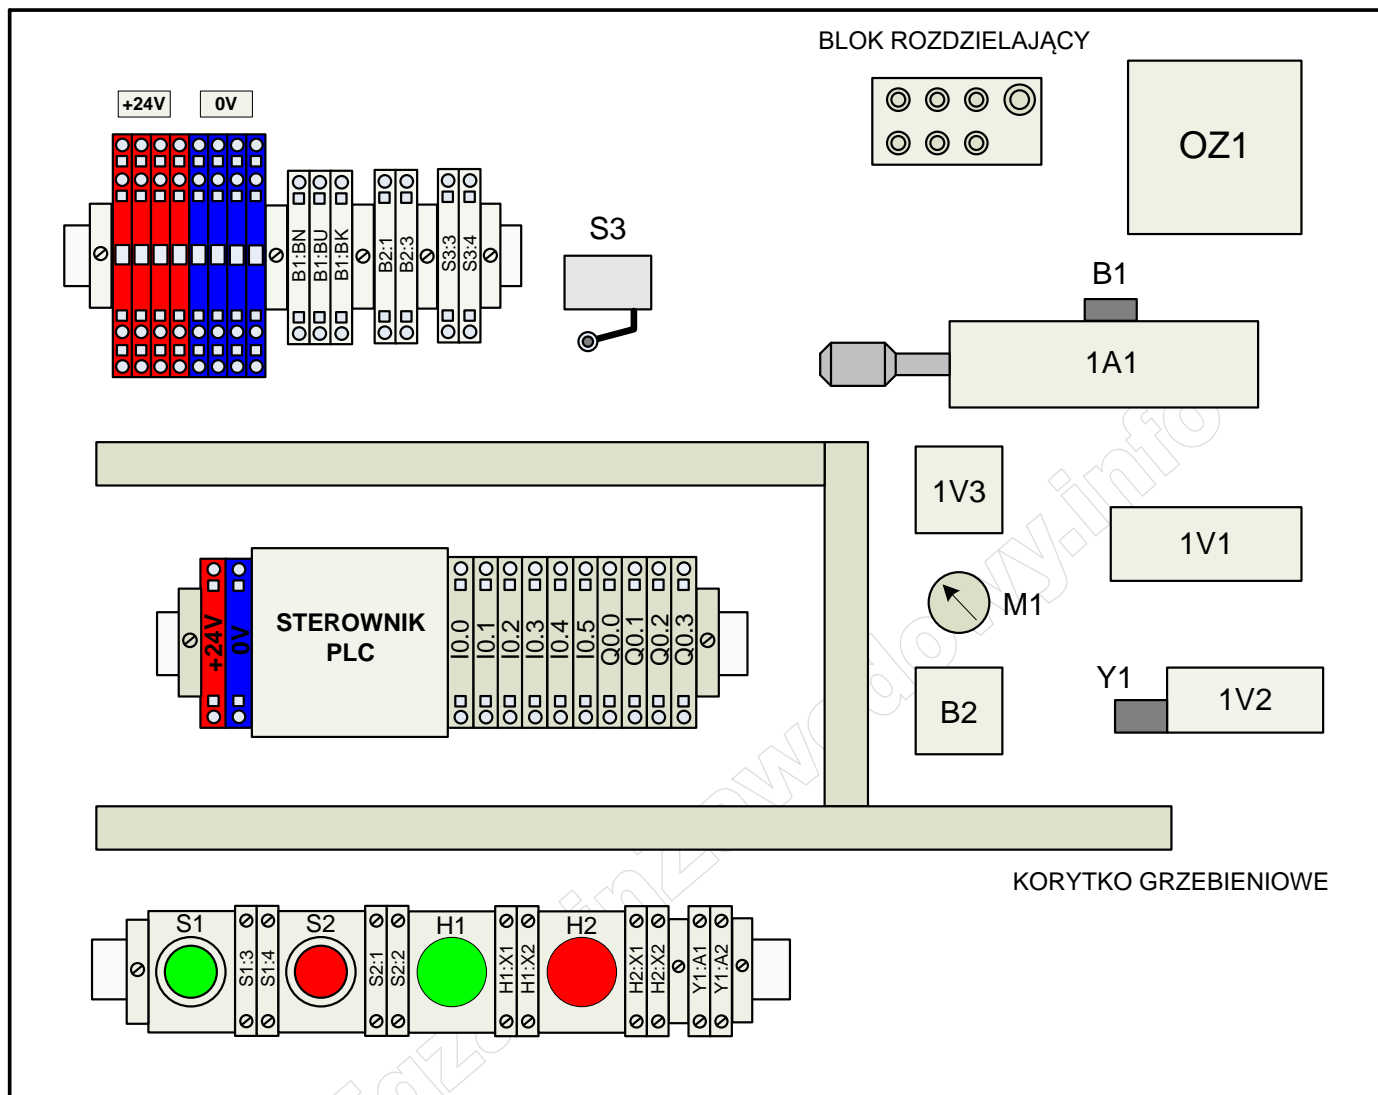 BLOK ROZDZIELAJĄCY
+24V 0V
OZ1
B1:BN B1:BU B1:BK B2:1 B2:3 S3:3 S3:4
S3
B1
1A1
1V3
1V1
M1
STEROWNIK
PLC
+24V 0V I0.0 I0.1 I0.2 I0.3 I0.4 I0.5 Q0.0 Q0.1 Q0.2 Q0.3
B2
Y1
1V2
KORYTKO GRZEBIENIOWE
S1 S2 H1 H2
S1:3 S1:4 S2:1 S2:2 H1:X1 H1:X2 H2:X1 H2:X2 Y1:A1 Y1:A2